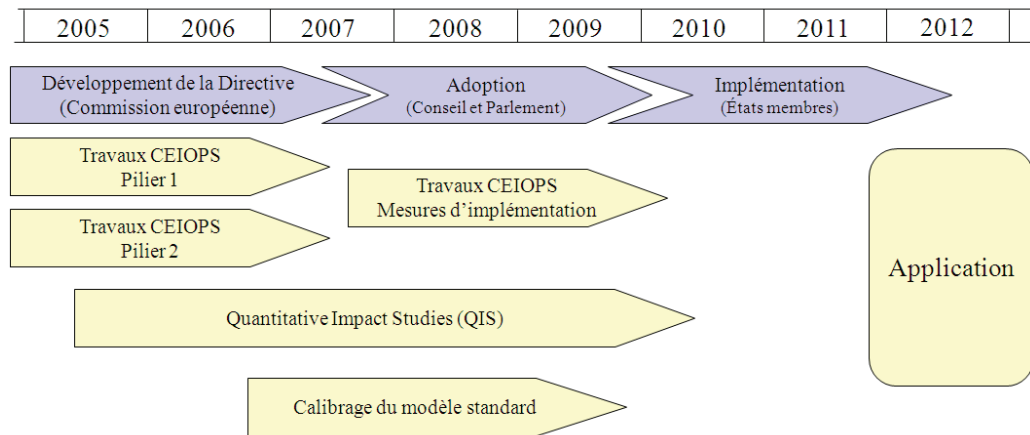 2005 2006 2007 2008 2009 2010 2011 2012
Développement de la Directive
(Commission européenne)
Adoption
(Conseil et Parlement)
Implémentation
(États membres)
Travaux CEIOPS
Pilier 1
Travaux CEIOPS
Mesures d’implémentation
Travaux CEIOPS
Pilier 2
Application
Quantitative Impact Studies (QIS)
Calibrage du modèle standard